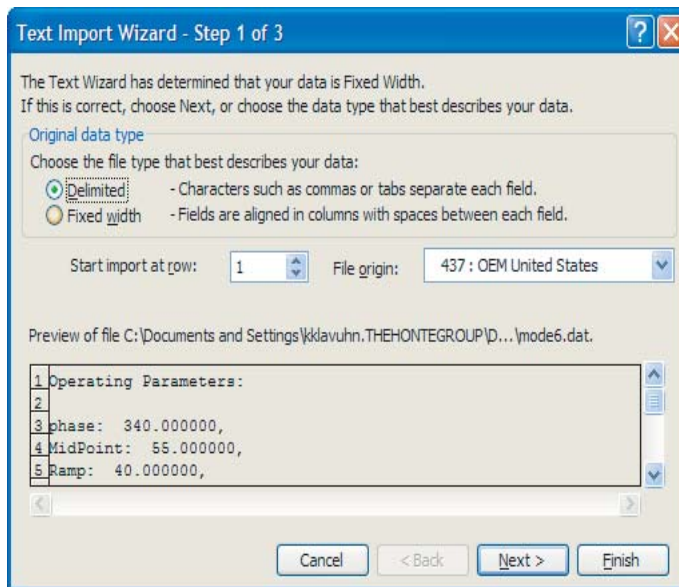 Text Import Wizard - Step 1 of 3
The Text Wizard has determined that your data is Fixed Width.
If this is correct, choose Next, or choose the data type that best describes your data.
Original data type
Choose the file type that best describes your data:
Delimited - Characters such as commas or tabs separate each field.
Fixed width - Fields are aligned in columns with spaces between each field.
Start import at row: 1 File origin: 437 : OEM United States
Preview of file C:\Documents and Settings\kklavuhn.THEHONTEGROUP\D...\mode6.dat.
1 Operating Parameters:
2
3 phase: 340.000000,
4 MidPoint: 55.000000,
5 Ramp: 40.000000,
Cancel < Back Next > Finish